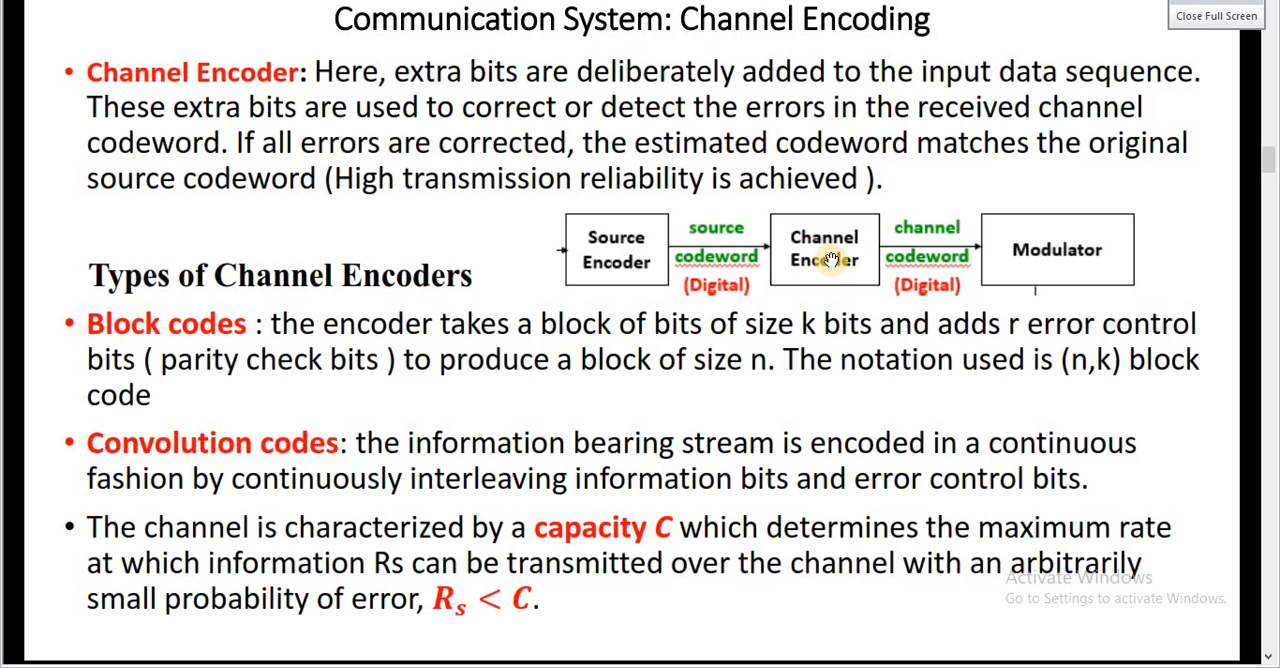 Communication System: Channel Encoding
Close Full Screen
• Channel Encoder: Here, extra bits are deliberately added to the input data sequence.
These extra bits are used to correct or detect the errors in the received channel
codeword. If all errors are corrected, the estimated codeword matches the original
source codeword (High transmission reliability is achieved ).
Source
Encoder
source
codeword
(Digital)
Channel
Encoder
channel
codeword
(Digital)
Modulator
Types of Channel Encoders
• Block codes : the encoder takes a block of bits of size k bits and adds r error control
bits ( parity check bits ) to produce a block of size n. The notation used is (n,k) block
code
• Convolution codes: the information bearing stream is encoded in a continuous
fashion by continuously interleaving information bits and error control bits.
• The channel is characterized by a capacity C which determines the maximum rate
at which information Rs can be transmitted over the channel with an arbitrarily
small probability of error, Rₛ < C.
Activate Windows
Go to Settings to activate Windows.